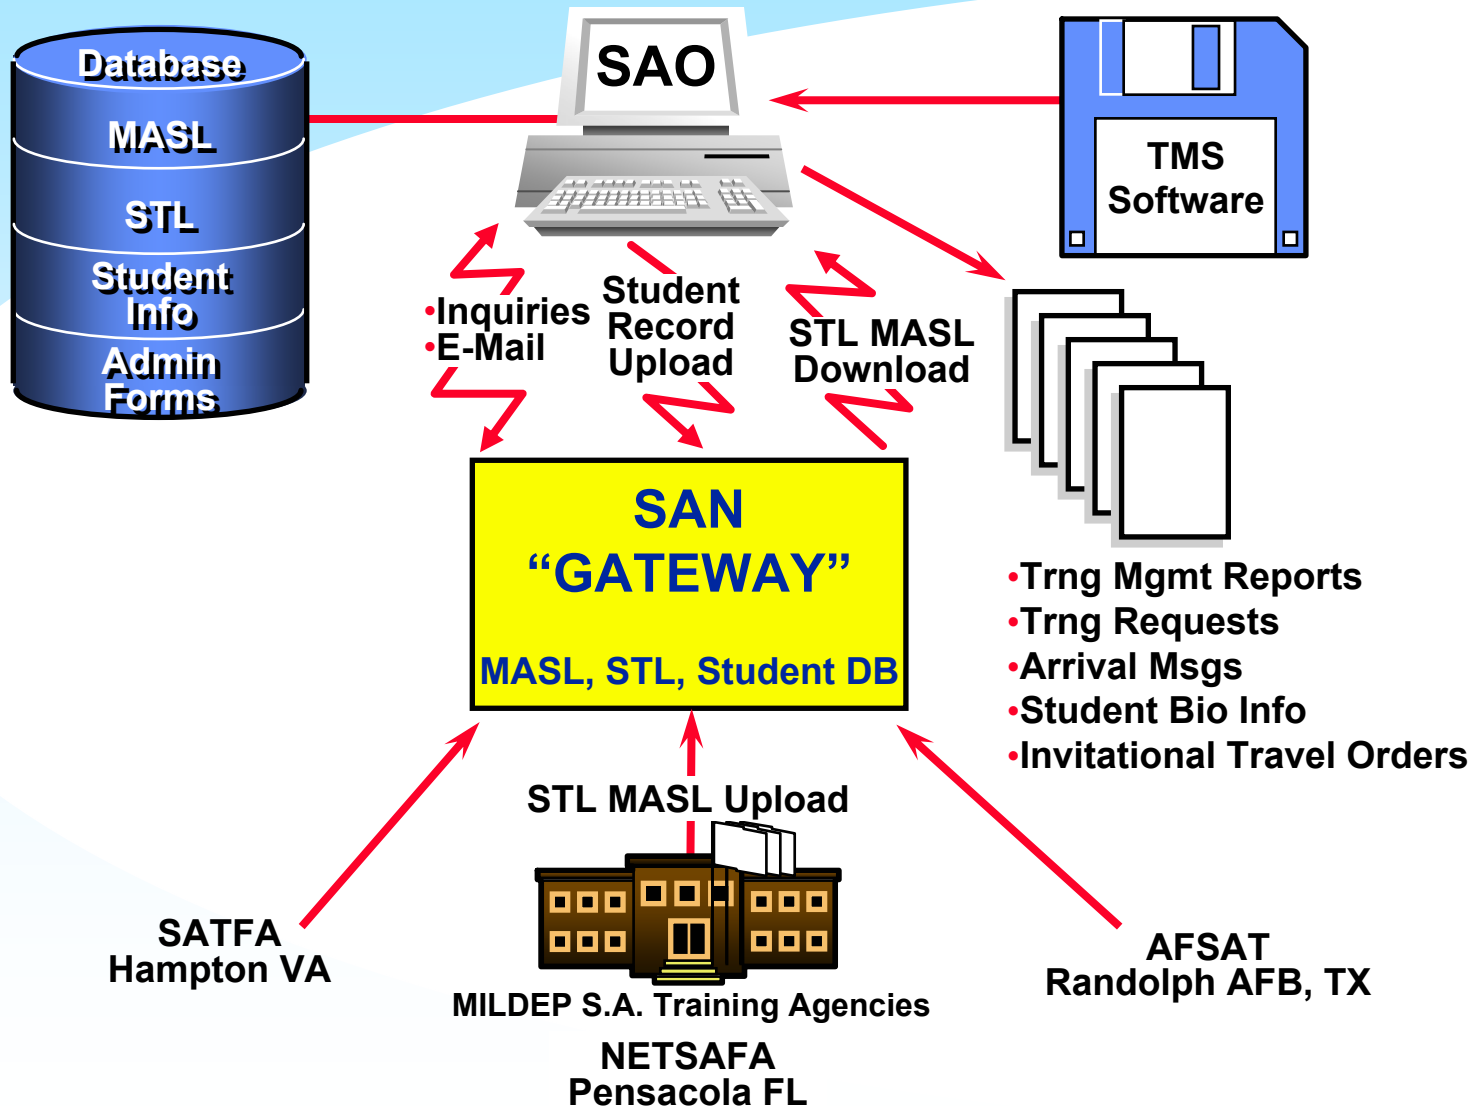 Database
MASL
STL
Student
Info
Admin
Forms
SAO
TMS
Software
•Inquiries
•E-Mail
Student
Record
Upload
STL MASL
Download
SAN
“GATEWAY”
MASL, STL, Student DB
•Trng Mgmt Reports
•Trng Requests
•Arrival Msgs
•Student Bio Info
•Invitational Travel Orders
STL MASL Upload
SATFA
Hampton VA
MILDEP S.A. Training Agencies
NETSAFA
Pensacola FL
AFSAT
Randolph AFB, TX